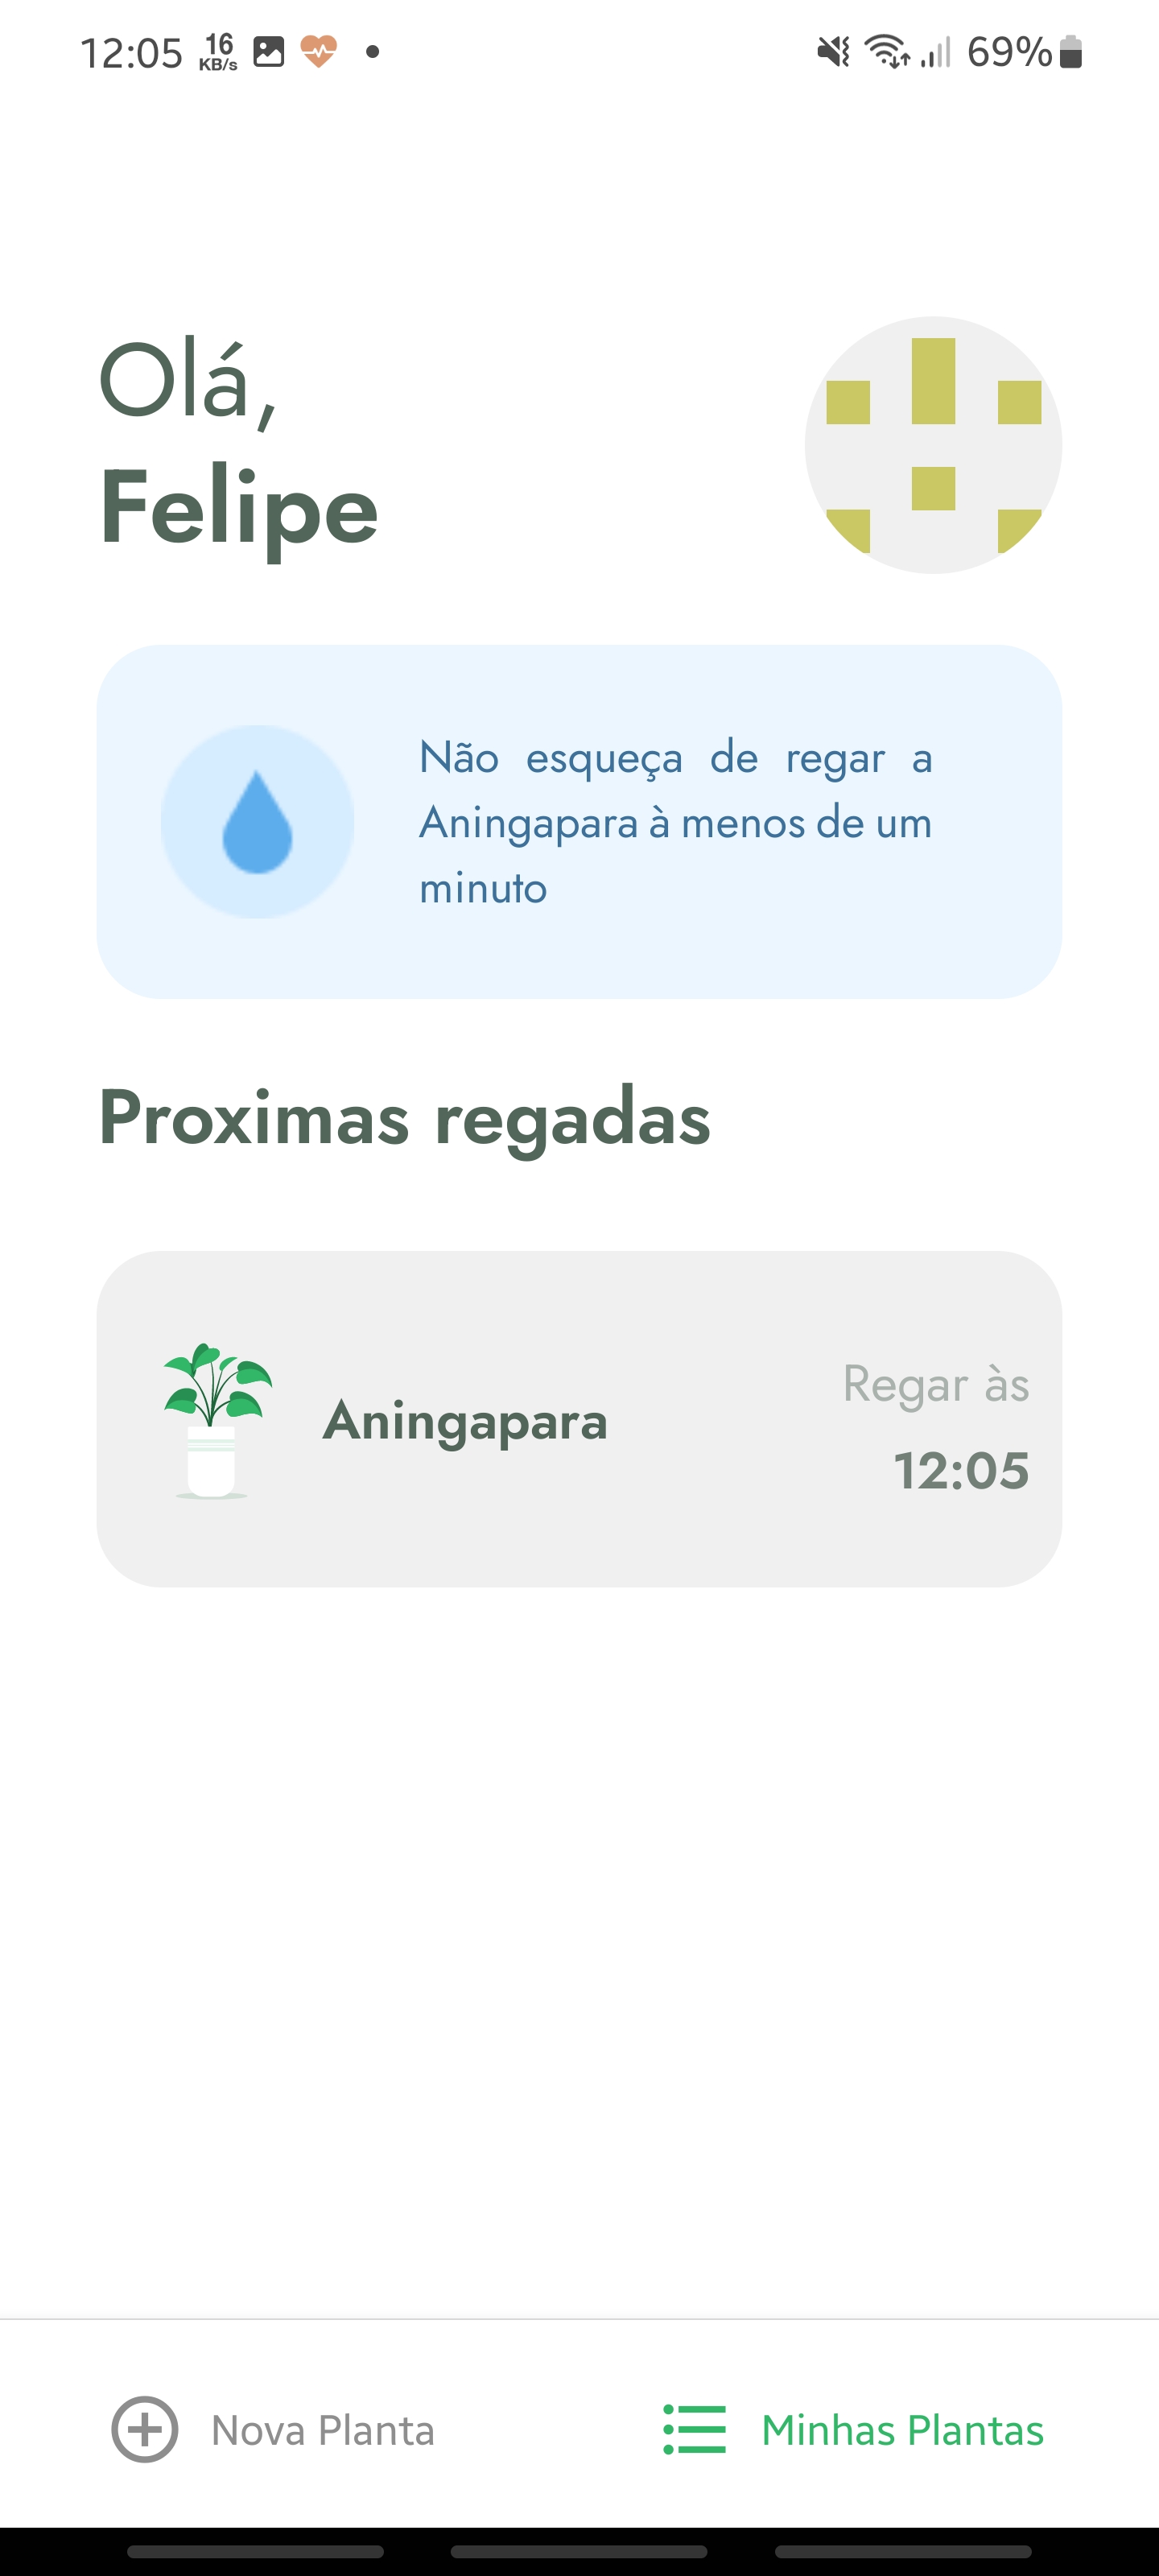 12:05 16 KB/s 69%
Olá,
Felipe
Não esqueça de regar a
Aningapara à menos de um
minuto
Proximas regadas
Aningapara
Regar às
12:05
Nova Planta
Minhas Plantas